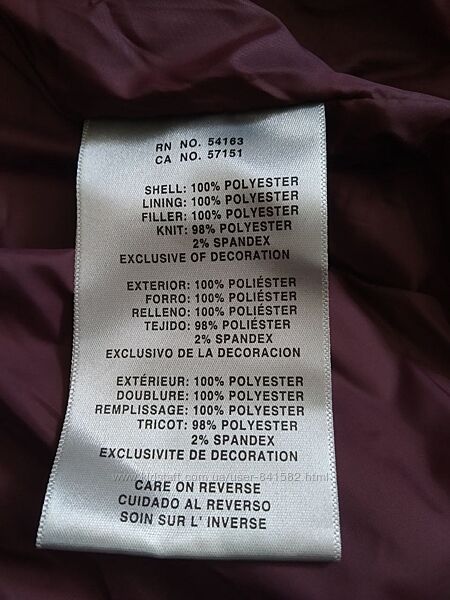 RN NO. 54163
CA NO. 57151
SHELL: 100% POLYESTER
LINING: 100% POLYESTER
FILLER: 100% POLYESTER
KNIT: 98% POLYESTER
2% SPANDEX
EXCLUSIVE OF DECORATION
EXTERIOR: 100% POLIÉSTER
FORRO: 100% POLIÉSTER
RELLENO: 100% POLIÉSTER
TEJIDO: 98% POLIÉSTER
2% SPANDEX
EXCLUSIVO DE LA DECORACION
EXTÉRIEUR: 100% POLYESTER
DOUBLURE: 100% POLYESTER
REMPLISSAGE: 100% POLYESTER
TRICOT: 98% POLYESTER
2% SPANDEX
EXCLUSIVITE DE DECORATION
CARE ON REVERSE
CUIDADO AL REVERSO
SOIN SUR L' INVERSE